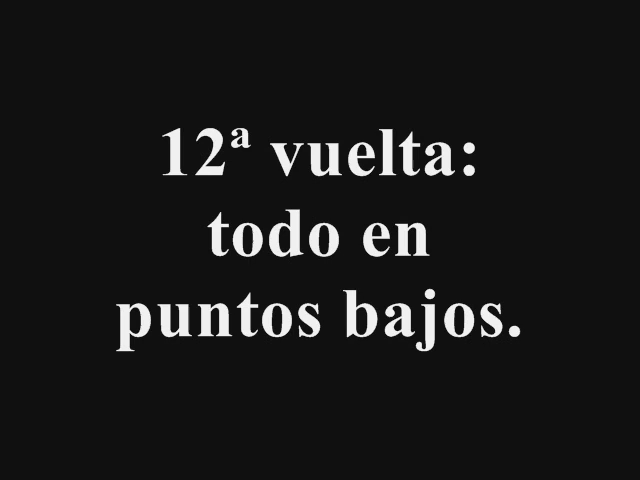 12ª vuelta:
todo en
puntos bajos.